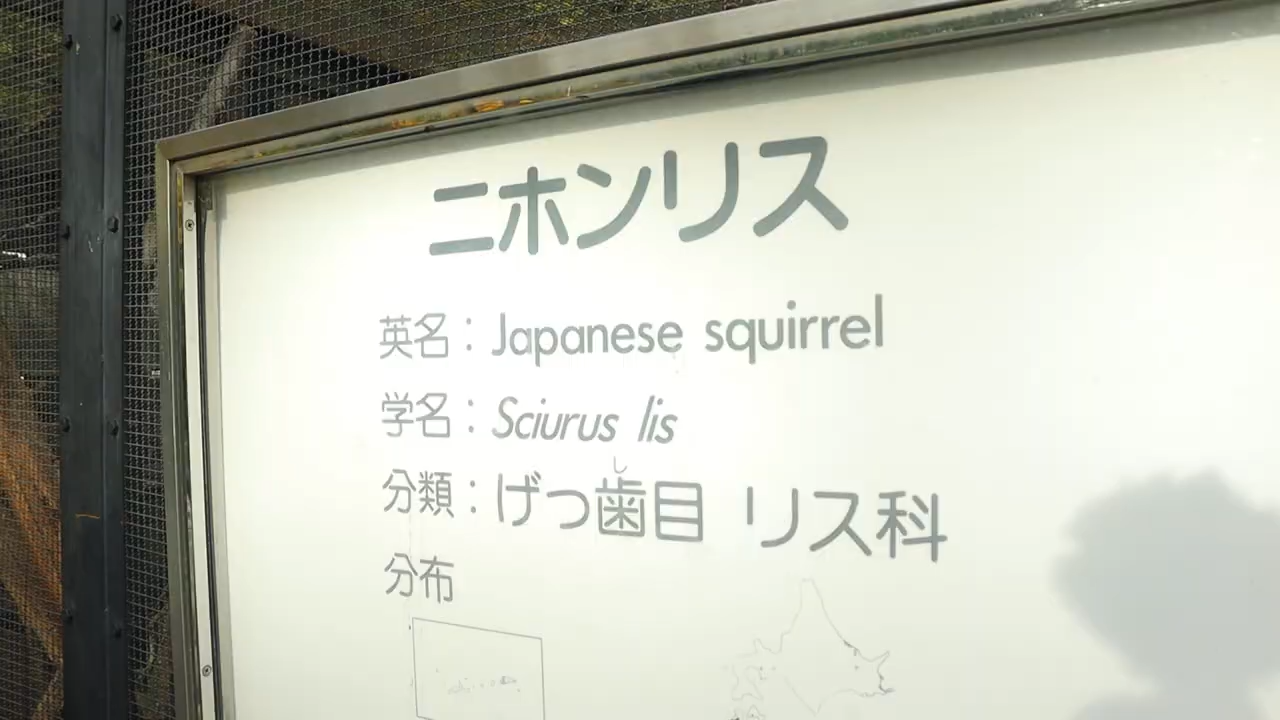 ニホンリス
英名：Japanese squirrel
学名：Sciurus lis
分類：げっ歯目 リス科
し
分布